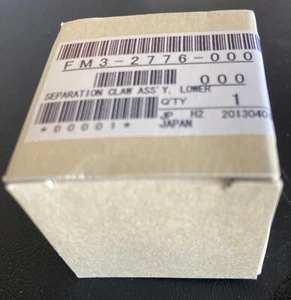 FM3-2776-000
000
SEPARATION CLAW ASS'Y, LOWER
Q'TY 1
*00001*
JP H2
JAPAN